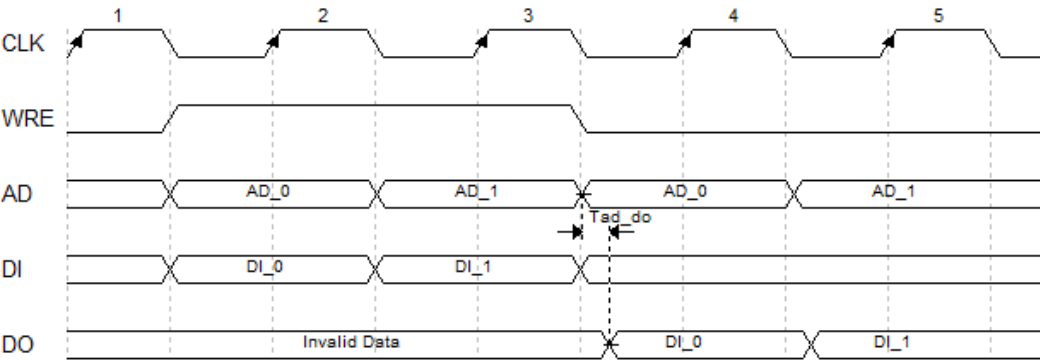 1 2 3 4 5
CLK
WRE
AD AD_0 AD_1 AD_0 AD_1
Tad_do
DI DI_0 DI_1
DO Invalid Data DI_0 DI_1